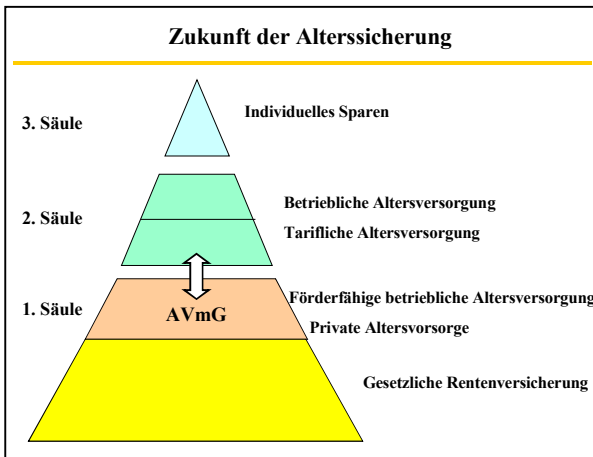 Zukunft der Alterssicherung
3. Säule
Individuelles Sparen
2. Säule
Betriebliche Altersversorgung
Tarifliche Altersversorgung
1. Säule
AVmG
Förderfähige betriebliche Altersversorgung
Private Altersvorsorge
Gesetzliche Rentenversicherung